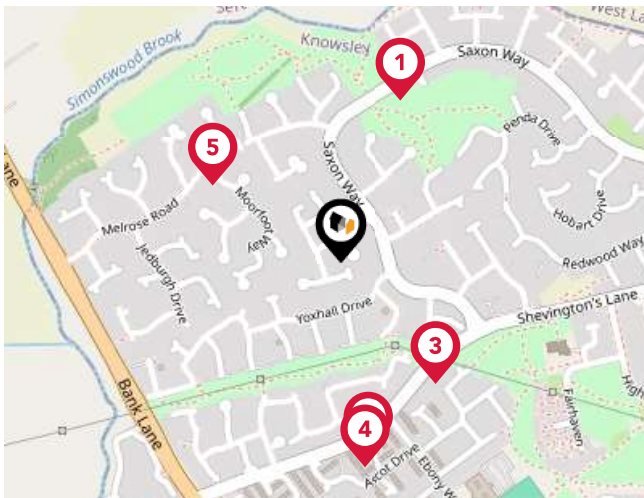 West La
Knowsley
Saxon Way
Simonswood Brook
1
Penda Drive
5
Saxon Way
Lane
Moorfoot
Way
Melrose Road
Hobart Drive
Jedburgh Drive
Redwood Way
Yoxhall Drive
Shevington's Lane
3
Bank Lane
Fairhaven
High
4
Ascot Drive
Ebony W